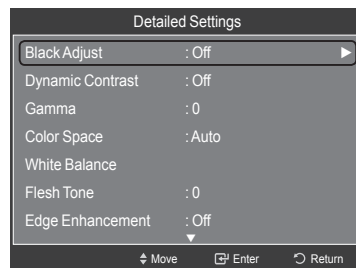 Detailed Settings
Black Adjust : Off
Dynamic Contrast : Off
Gamma : 0
Color Space : Auto
White Balance
Flesh Tone : 0
Edge Enhancement : Off
Move Enter Return